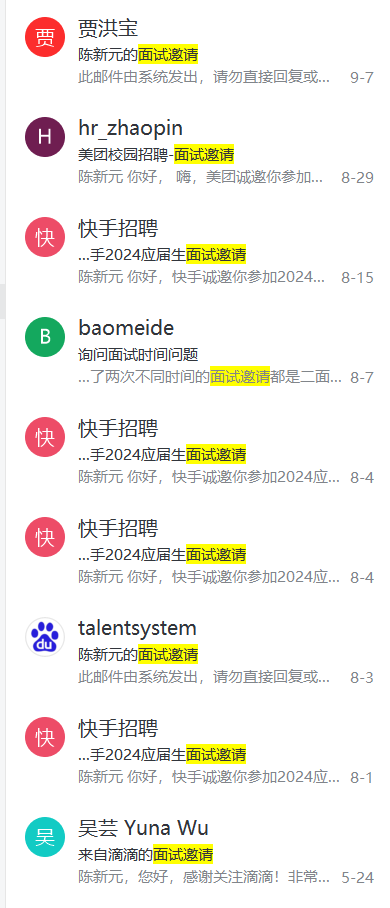 贾
贾洪宝
陈新元的面试邀请
此邮件由系统发出，请勿直接回复或... 9-7
H
hr_zhaopin
美团校园招聘-面试邀请
陈新元 你好， 嗨，美团诚邀你参加... 8-29
快
快手招聘
...手2024应届生面试邀请
陈新元 你好，快手诚邀你参加2024... 8-15
B
baomeide
询问面试时间问题
...了两次不同时间的面试邀请都是二面... 8-7
快
快手招聘
...手2024应届生面试邀请
陈新元 你好，快手诚邀你参加2024应... 8-4
快
快手招聘
...手2024应届生面试邀请
陈新元 你好，快手诚邀你参加2024应... 8-4
du
talentsystem
陈新元的面试邀请
此邮件由系统发出，请勿直接回复或... 8-3
快
快手招聘
...手2024应届生面试邀请
陈新元 你好，快手诚邀你参加2024应... 8-1
吴
吴芸 Yuna Wu
来自滴滴的面试邀请
陈新元，您好，感谢关注滴滴！非常... 5-24